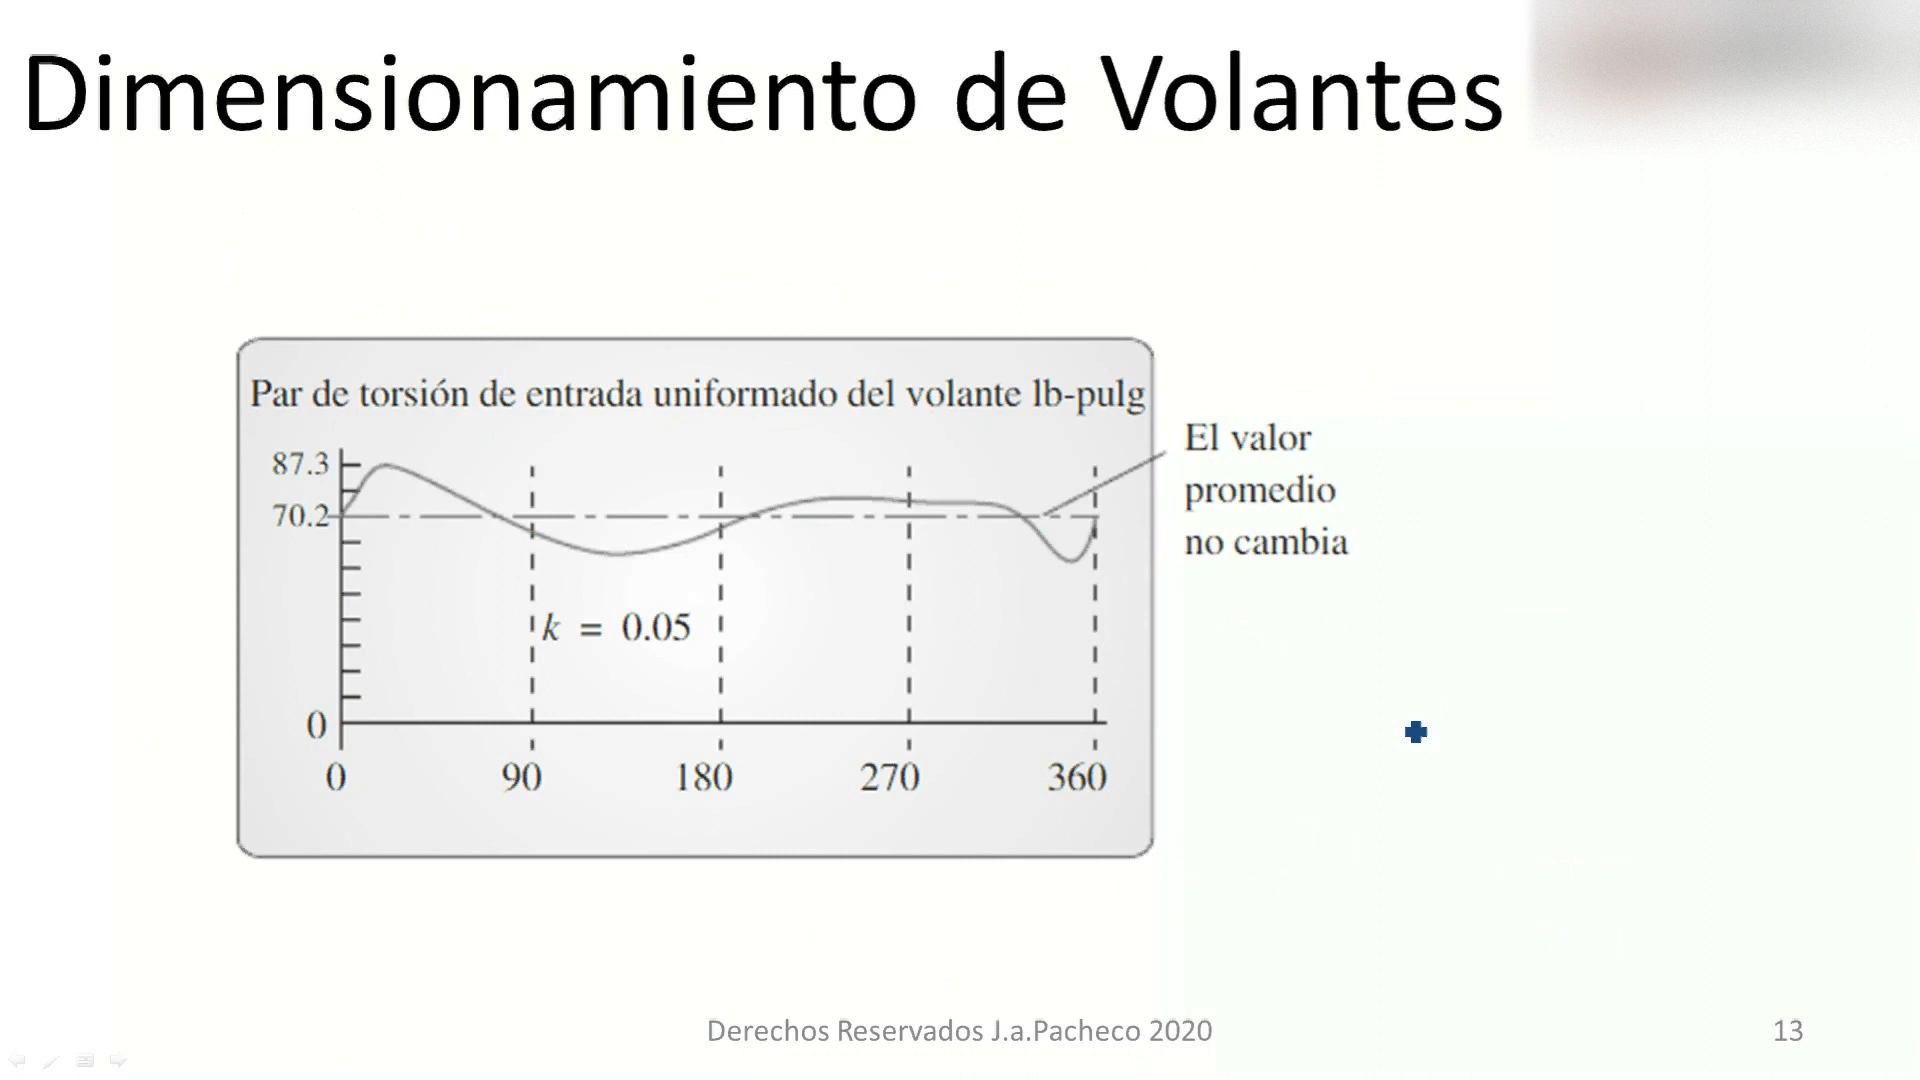 Dimensionamiento de Volantes
Par de torsión de entrada uniformado del volante lb-pulg
87.3
70.2
0
k = 0.05
0 90 180 270 360
El valor
promedio
no cambia
Derechos Reservados J.a.Pacheco 2020
13